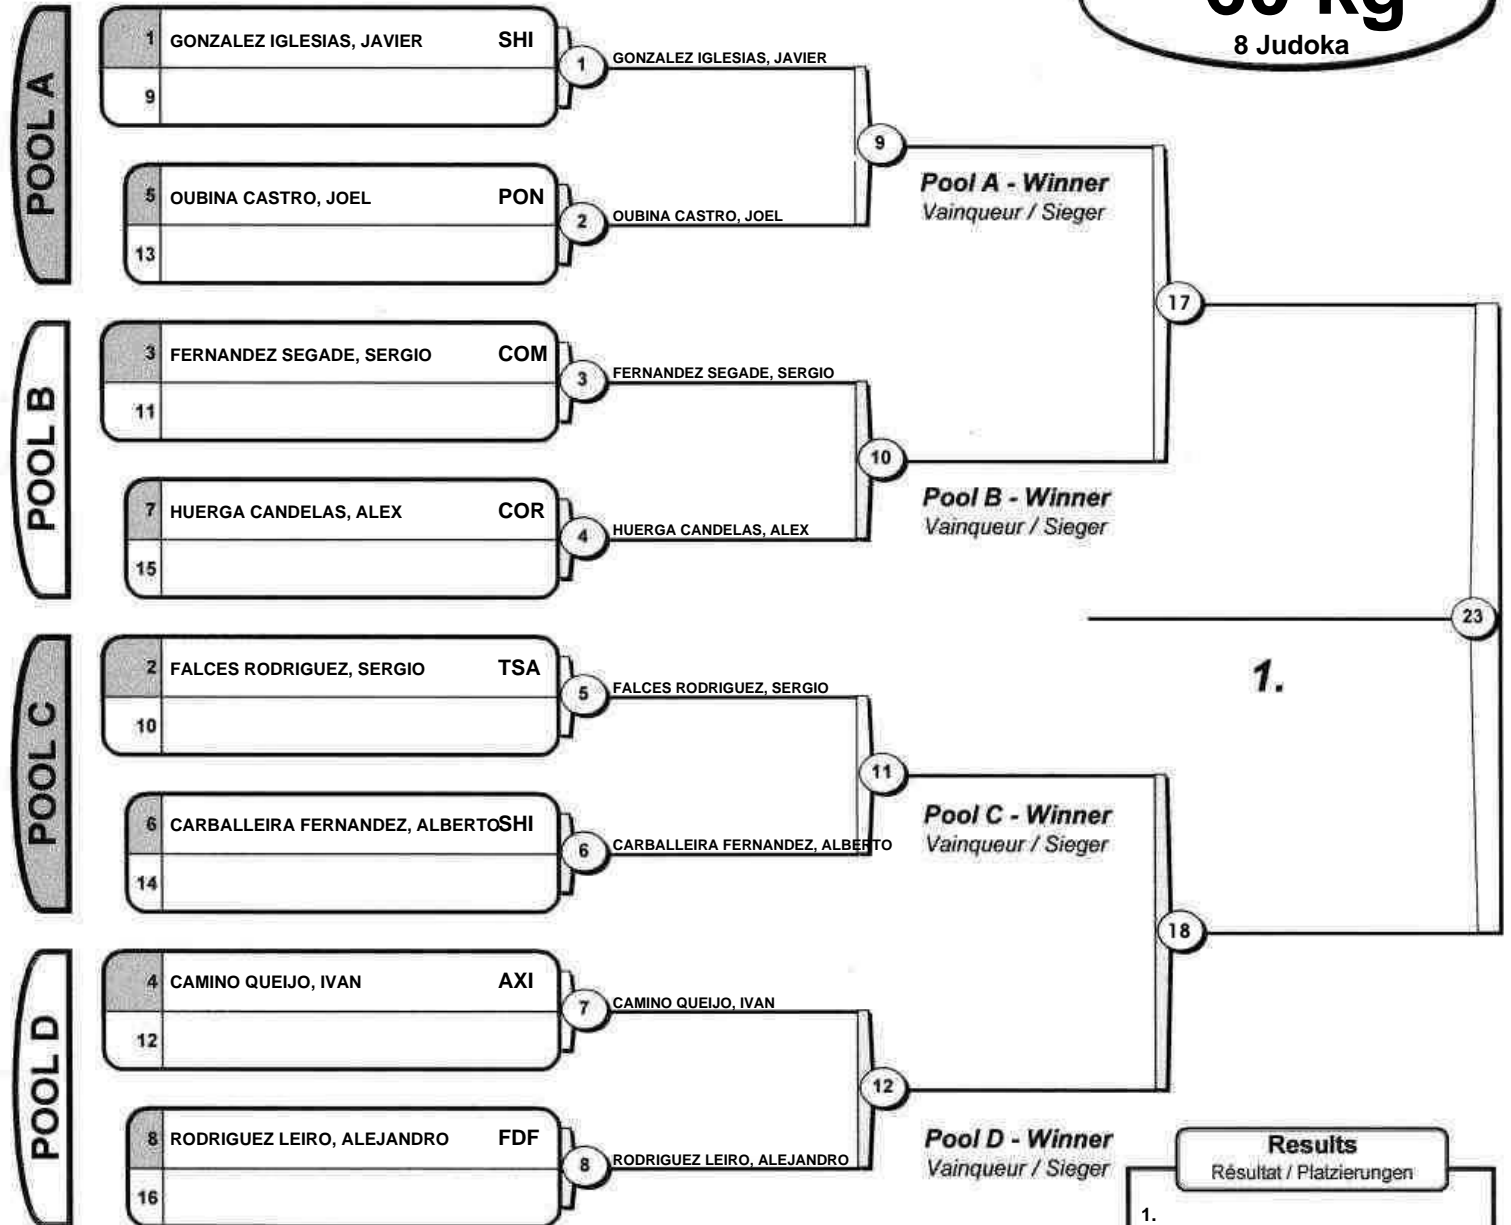 8 Judoka
POOL A
1 GONZALEZ IGLESIAS, JAVIER SHI
9
1 GONZALEZ IGLESIAS, JAVIER
5 OUBINA CASTRO, JOEL PON
13
2 OUBINA CASTRO, JOEL
9
Pool A - Winner
Vainqueur / Sieger
POOL B
3 FERNANDEZ SEGADE, SERGIO COM
11
3 FERNANDEZ SEGADE, SERGIO
7 HUERGA CANDELAS, ALEX COR
15
4 HUERGA CANDELAS, ALEX
10
Pool B - Winner
Vainqueur / Sieger
17
POOL C
2 FALCES RODRIGUEZ, SERGIO TSA
10
5 FALCES RODRIGUEZ, SERGIO
6 CARBALLEIRA FERNANDEZ, ALBERTO SHI
14
6 CARBALLEIRA FERNANDEZ, ALBERTO
11
Pool C - Winner
Vainqueur / Sieger
POOL D
4 CAMINO QUEIJO, IVAN AXI
12
7 CAMINO QUEIJO, IVAN
8 RODRIGUEZ LEIRO, ALEJANDRO FDF
16
8 RODRIGUEZ LEIRO, ALEJANDRO
12
Pool D - Winner
Vainqueur / Sieger
18
23
1.
Results
Résultat / Platzierungen
1.